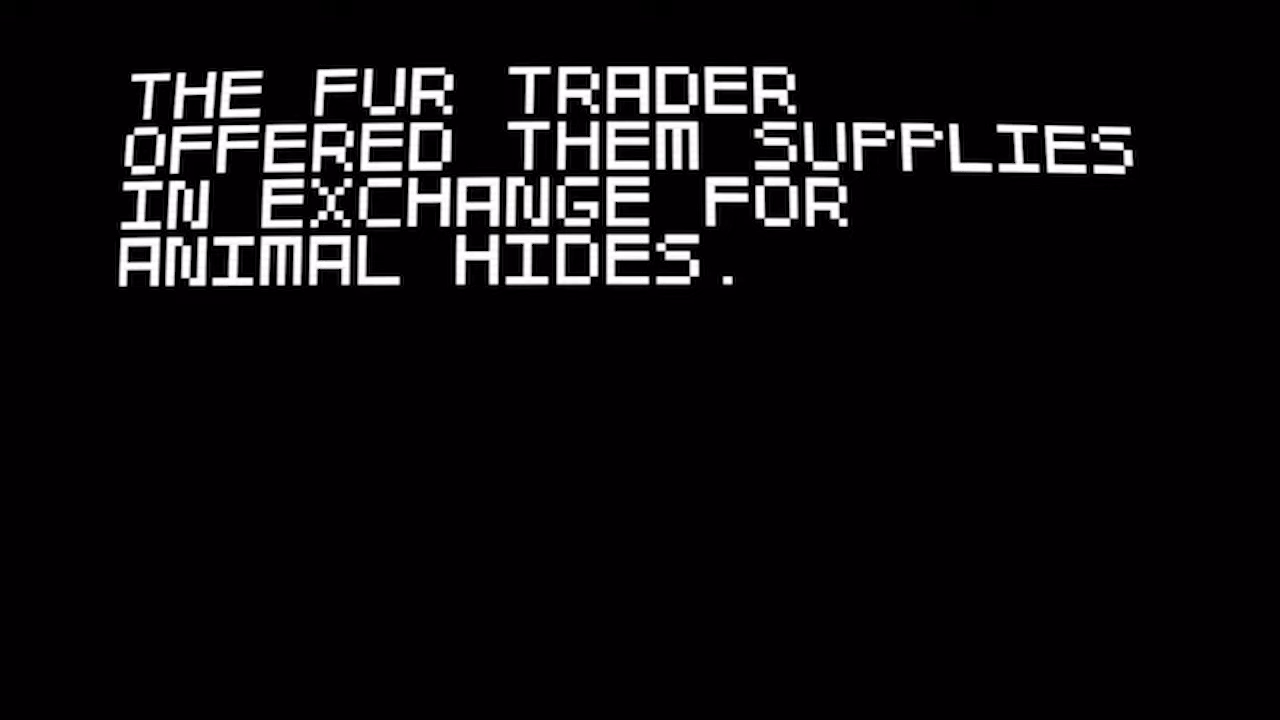 THE FUR TRADER
OFFERED THEM SUPPLIES
IN EXCHANGE FOR
ANIMAL HIDES.